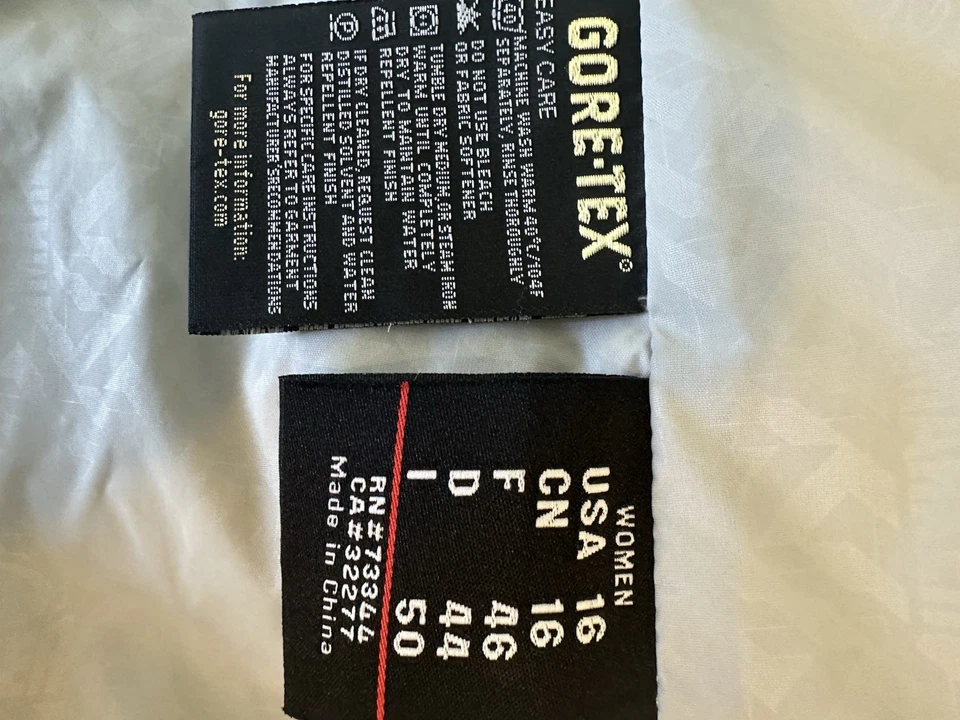 GORE-TEX®
EASY CARE
MACHINE WASH WARM 40°C/104F
SEPARATELY, RINSE THOROUGHLY
DO NOT USE BLEACH
OR FABRIC SOFTENER
TUMBLE DRY MEDIUM, OR STEAM IRON
WARM UNTIL COMPLETELY
DRY TO MAINTAIN WATER
REPELLENT FINISH
IF DRY CLEANED, REQUEST CLEAN
DISTILLED SOLVENT AND WATER
REPELLENT FINISH
FOR SPECIFIC CARE INSTRUCTIONS
ALWAYS REFER TO GARMENT
MANUFACTURER'S RECOMMENDATIONS
For more information:
gore-tex.com
WOMEN
USA 16
CN 16
F 46
D 44
I 50
RN#73344
CA#32277
Made in China